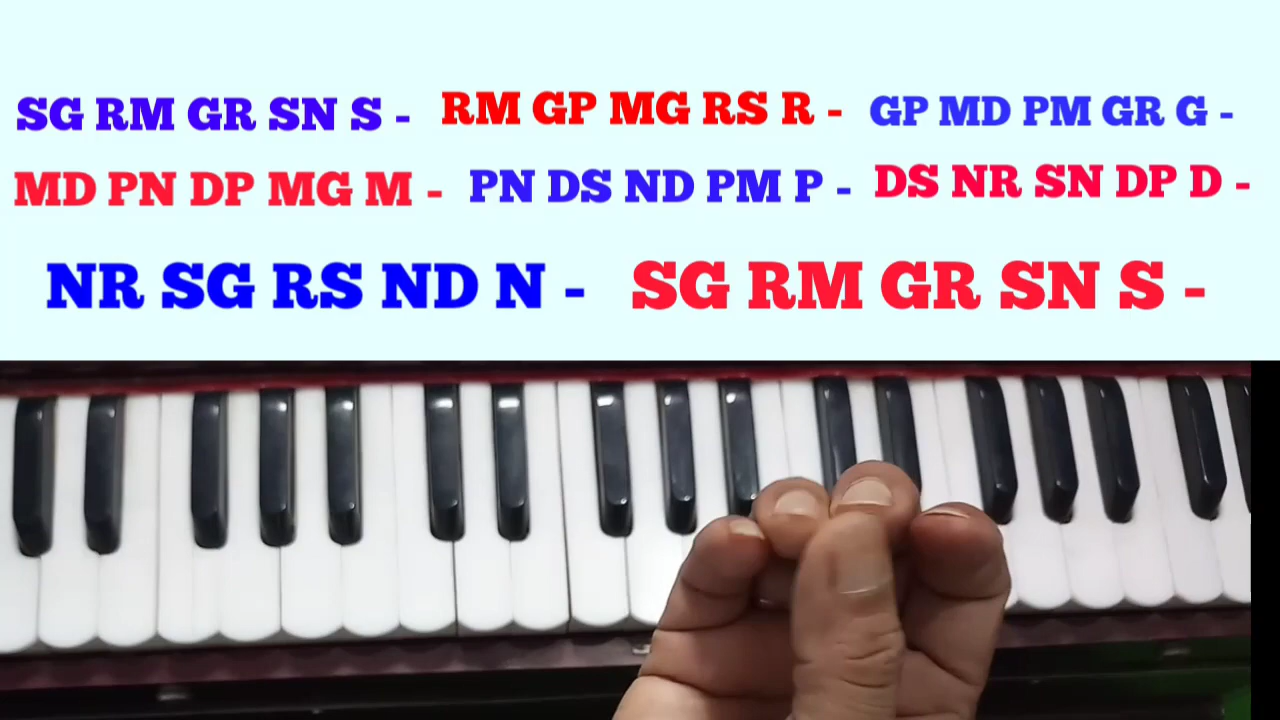 SG RM GR SN S - RM GP MG RS R - GP MD PM GR G -
MD PN DP MG M - PN DS ND PM P - DS NR SN DP D -
NR SG RS ND N - SG RM GR SN S -